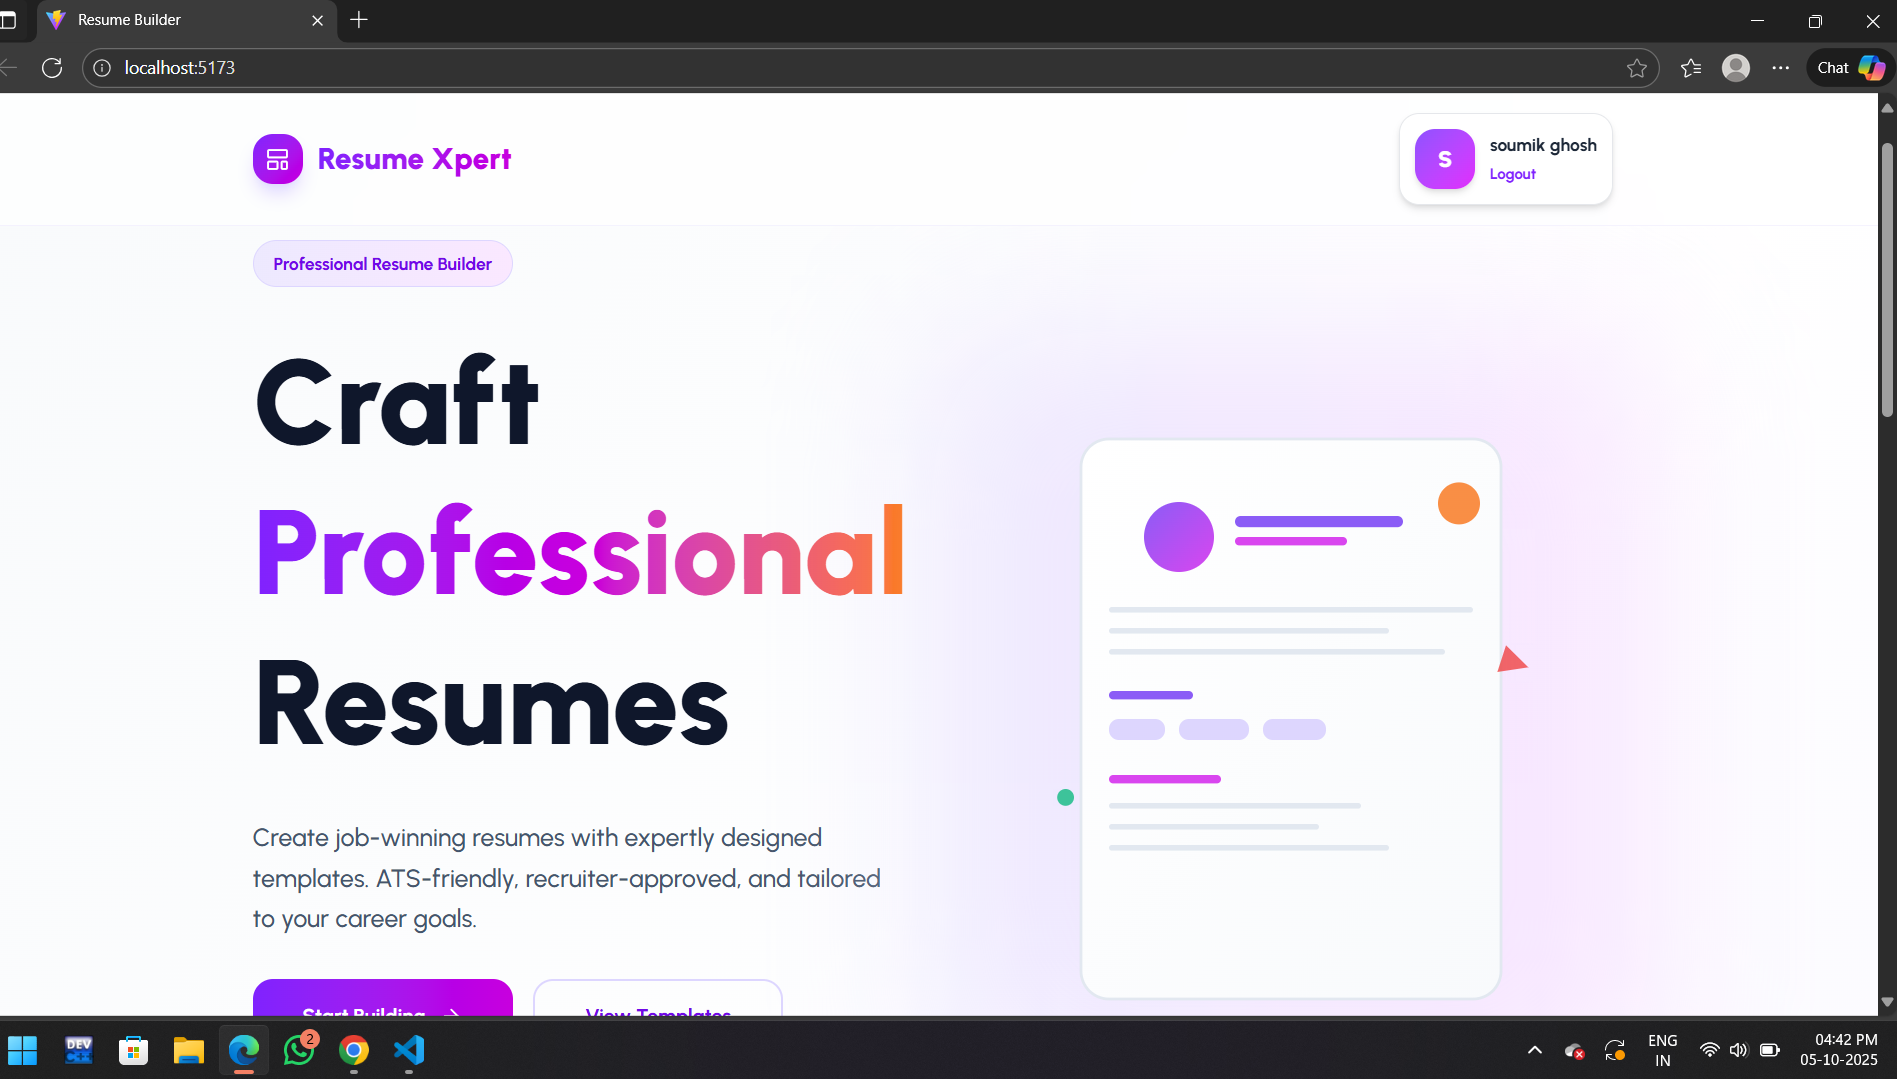 Resume Builder
localhost:5173
Chat
Resume Xpert
S
soumik ghosh
Logout
Professional Resume Builder
Craft
Professional
Resumes
Create job-winning resumes with expertly designed
templates. ATS-friendly, recruiter-approved, and tailored
to your career goals.
Start Building →
View Templates
DEV
C++
2
ENG
IN
04:42 PM
05-10-2025